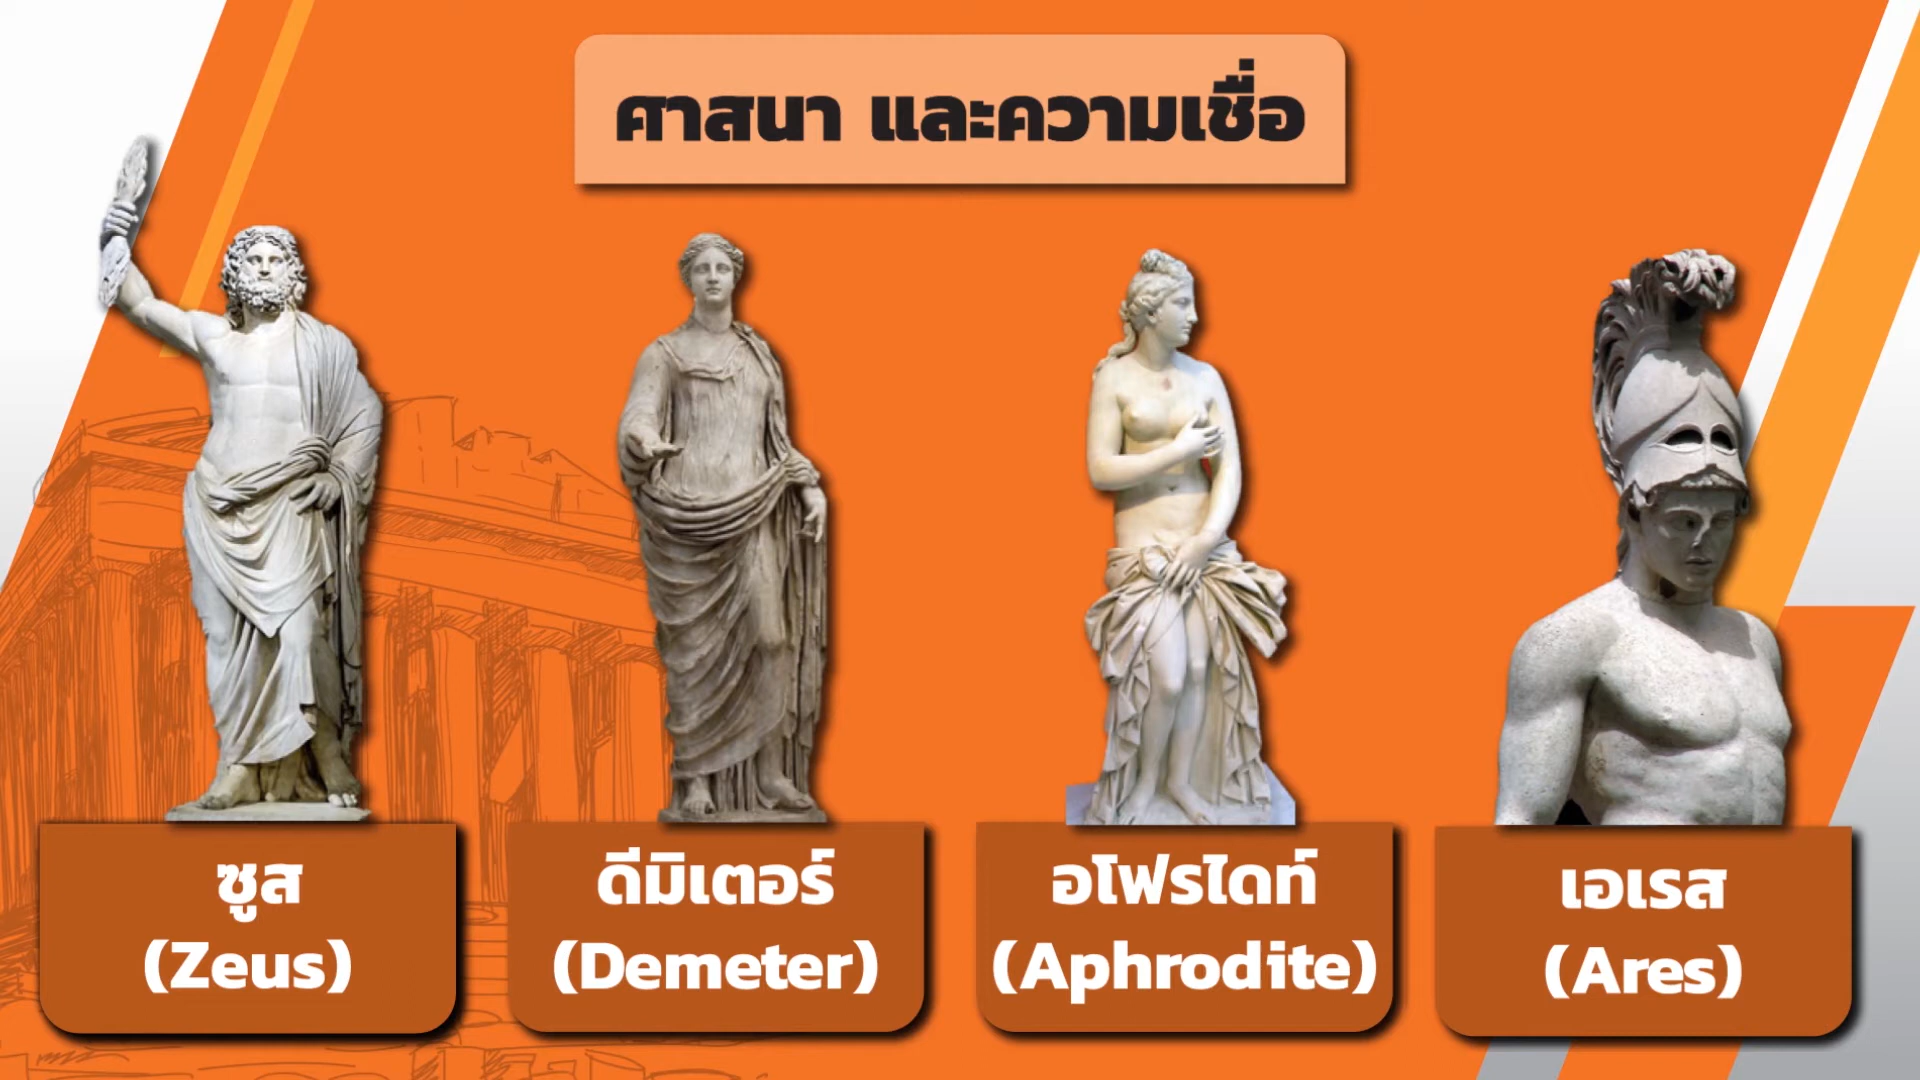 ศาสนา และความเชื่อ
ซูส
(Zeus)
ดีมิเตอร์
(Demeter)
อโฟรไดท์
(Aphrodite)
เอเรส
(Ares)